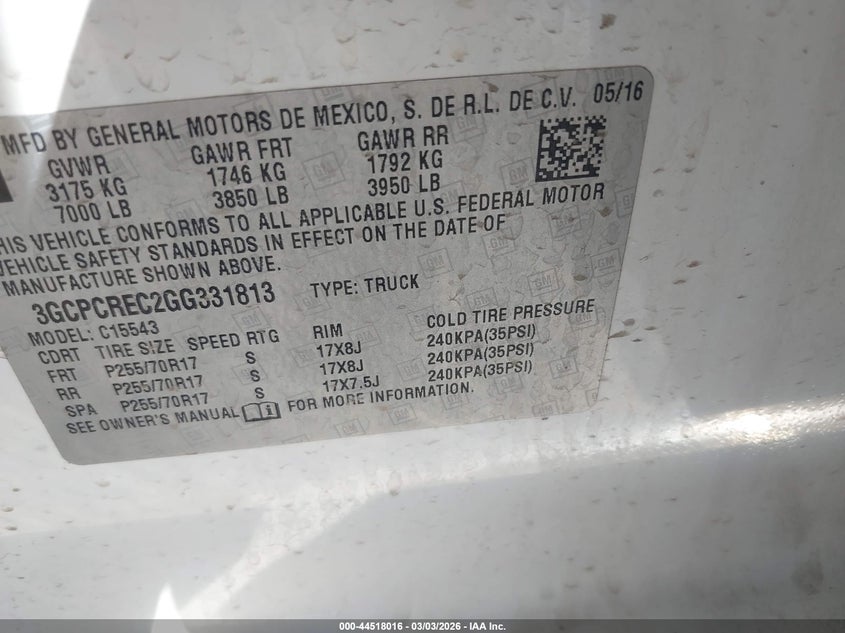 MFD BY GENERAL MOTORS DE MEXICO, S. DE R.L. DE C.V. 05/16
GVWR GAWR FRT GAWR RR
3175 KG 1746 KG 1792 KG
7000 LB 3850 LB 3950 LB
THIS VEHICLE CONFORMS TO ALL APPLICABLE U.S. FEDERAL MOTOR
VEHICLE SAFETY STANDARDS IN EFFECT ON THE DATE OF
MANUFACTURE SHOWN ABOVE.
3GCPCREC2GG331813 TYPE: TRUCK
MODEL: C15543
CDRT TIRE SIZE SPEED RTG RIM COLD TIRE PRESSURE
FRT P255/70R17 S 17X8J 240KPA(35PSI)
RR P255/70R17 S 17X8J 240KPA(35PSI)
SPA P255/70R17 S 17X7.5J 240KPA(35PSI)
SEE OWNER'S MANUAL FOR MORE INFORMATION.
000-44518016 - 03/03/2026 - IAA Inc.